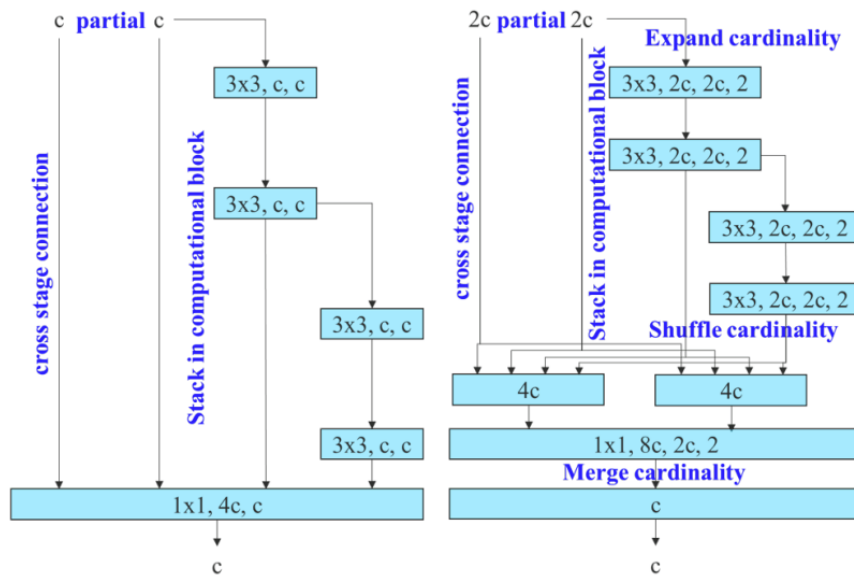 c partial c
3x3, c, c
3x3, c, c
3x3, c, c
3x3, c, c
cross stage connection
Stack in computational block
1x1, 4c, c
c
2c partial 2c
Expand cardinality
3x3, 2c, 2c, 2
3x3, 2c, 2c, 2
3x3, 2c, 2c, 2
3x3, 2c, 2c, 2
cross stage connection
Stack in computational block
Shuffle cardinality
4c
4c
1x1, 8c, 2c, 2
Merge cardinality
c
c